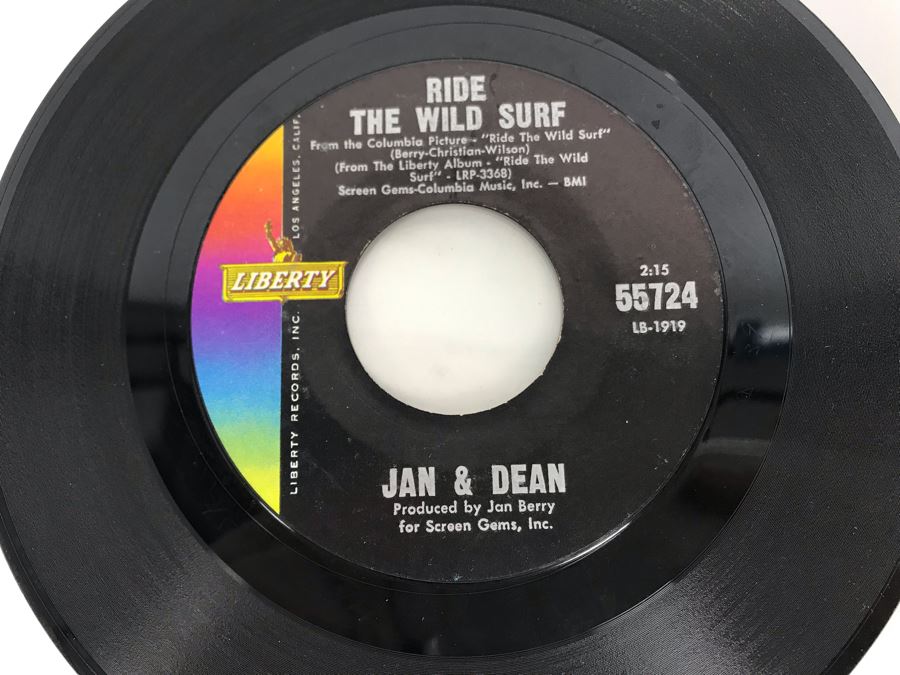 RIDE
THE WILD SURF
From the Columbia Picture - "Ride The Wild Surf"
(Berry-Christian-Wilson)
(From The Liberty Album - "Ride The Wild
Surf" - LRP-3368)
Screen Gems-Columbia Music, Inc. — BMI
LIBERTY
LIBERTY RECORDS, INC. LOS ANGELES, CALIF.
2:15
55724
LB-1919
JAN & DEAN
Produced by Jan Berry
for Screen Gems, Inc.